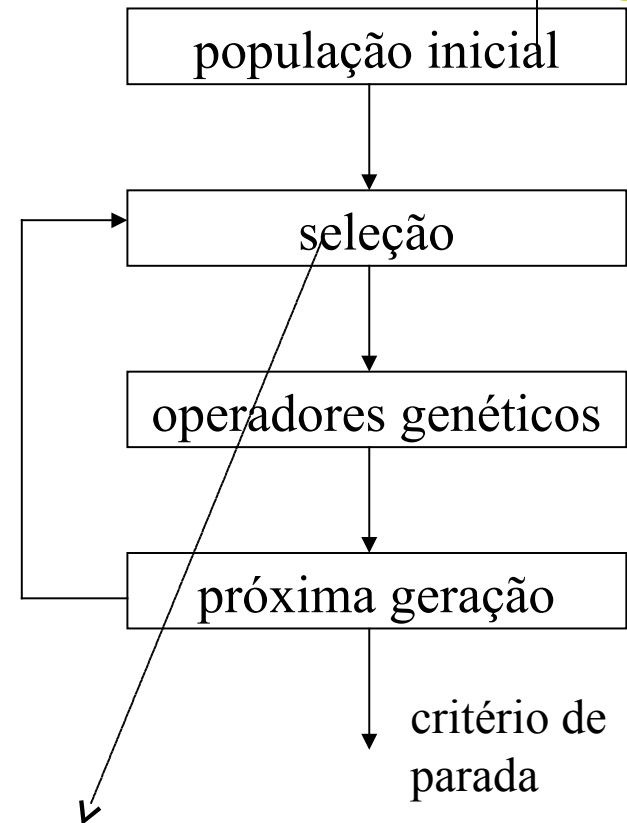 população inicial
seleção
operadores genéticos
próxima geração
critério de
parada